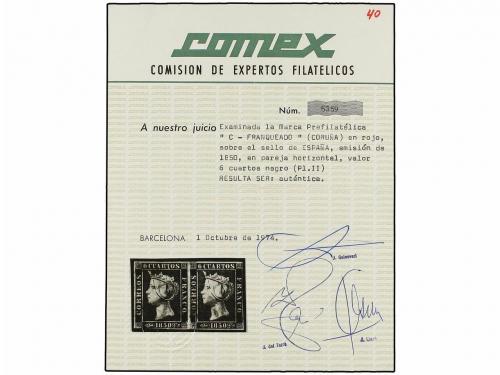 40
comex
COMISION DE EXPERTOS FILATELICOS
Núm. 6359
A nuestro juicio Examinada la Marca Prefilatélica
" C - FRANQUEADO " (CORUÑA) en rojo,
sobre el sello de ESPAÑA, emisión de
1850, en pareja horizontal, valor
6 cuartos negro (Pl.II)
RESULTA SER: auténtica.
BARCELONA 1 Octubre de 1974.
6 CUARTOS 6 CUARTOS
CORREOS FRANCO CORREOS FRANCO
1850 1850